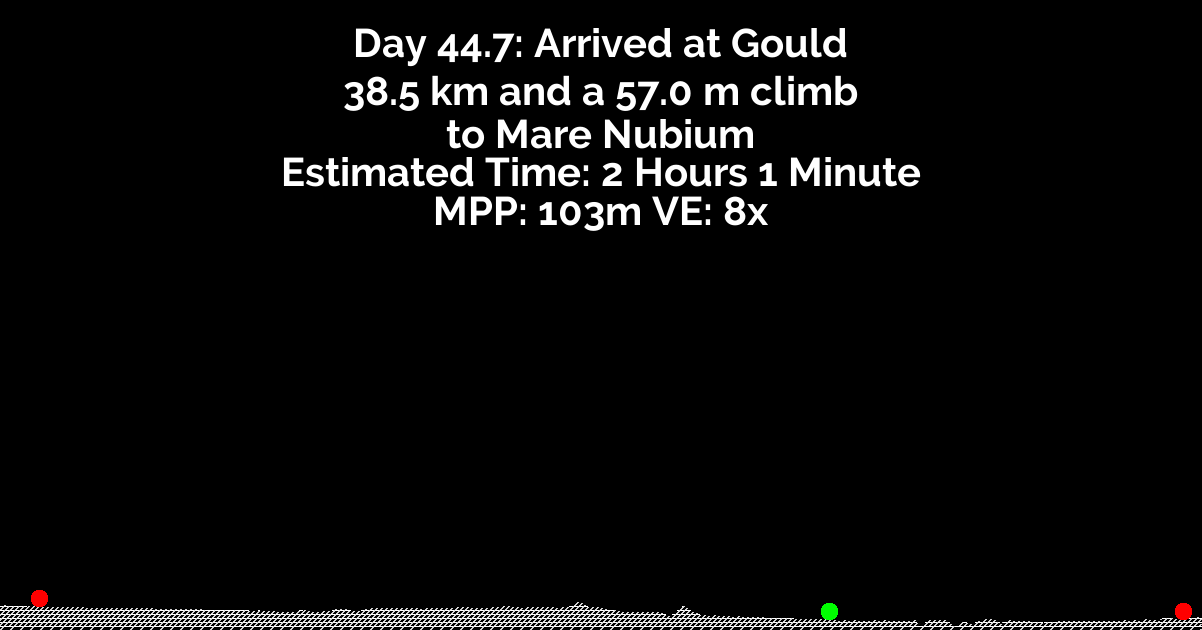 Day 44.7: Arrived at Gould
38.5 km and a 57.0 m climb
to Mare Nubium
Estimated Time: 2 Hours 1 Minute
MPP: 103m VE: 8x